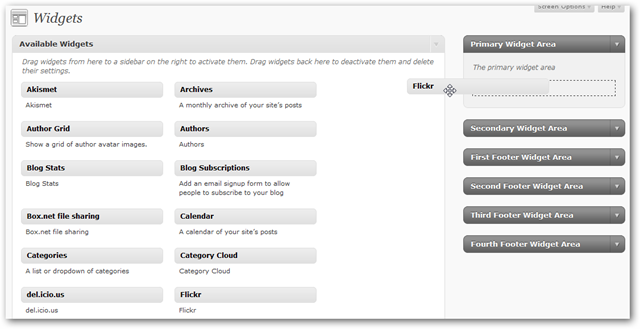 Screen Options
Help
Widgets
Available Widgets
Drag widgets from here to a sidebar on the right to activate them. Drag widgets back here to deactivate them and delete
their settings.
Akismet
Akismet
Archives
A monthly archive of your site's posts
Author Grid
Show a grid of author avatar images.
Authors
Authors
Blog Stats
Blog Stats
Blog Subscriptions
Add an email signup form to allow
people to subscribe to your blog
Box.net file sharing
Box.net file sharing
Calendar
A calendar of your site's posts
Categories
A list or dropdown of categories
Category Cloud
Category Cloud
del.icio.us
del.icio.us
Flickr
Flickr
Flickr
Primary Widget Area
The primary widget area
Secondary Widget Area
First Footer Widget Area
Second Footer Widget Area
Third Footer Widget Area
Fourth Footer Widget Area